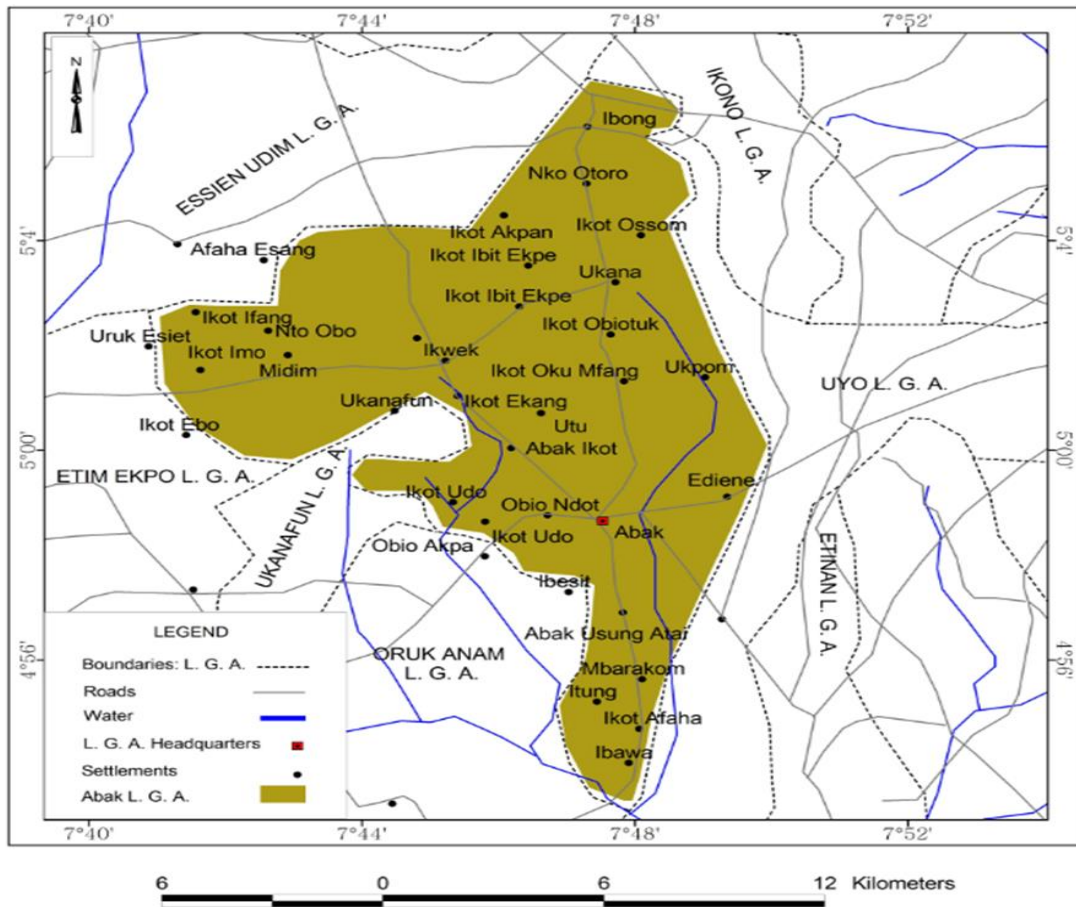 7°40'
7°44'
7°48'
7°52'
N
IKONO L. G. A.
Ibong
ESSIEN UDIM L. G. A.
Nko Otoro
Ikot Akpan
Ikot Ossom
5°4'
5°4'
Afaha Esang
Ikot Ibit Ekpe
Ukana
Ikot Ibit Ekpe
Ikot Ifang
Nto Obo
Ikot Obiotuk
Uruk Esiet
Ikot Imo
Ikwek
Midim
Ikot Oku Mfang
Ukpom
UYO L. G. A.
Ukanafun
Ikot Ekang
Utu
Ikot Ebo
Abak Ikot
5°00'
5°00'
ETIM EKPO L. G. A.
Ediene
UKANAFUN L. G. A.
Ikot Udo
Obio Ndot
Abak
Ikot Udo
Obio Akpa
ETINAN L. G. A.
Ibesit
Abak Usung Atai
ORUK ANAM
L. G. A.
4°56'
4°56'
Mbarakom
Itung
Ikot Afaha
Ibawa
LEGEND
Boundaries: L. G. A.
Roads
Water
L. G. A. Headquarters
Settlements
Abak L. G. A.
7°40'
7°44'
7°48'
7°52'
6 0 6 12 Kilometers